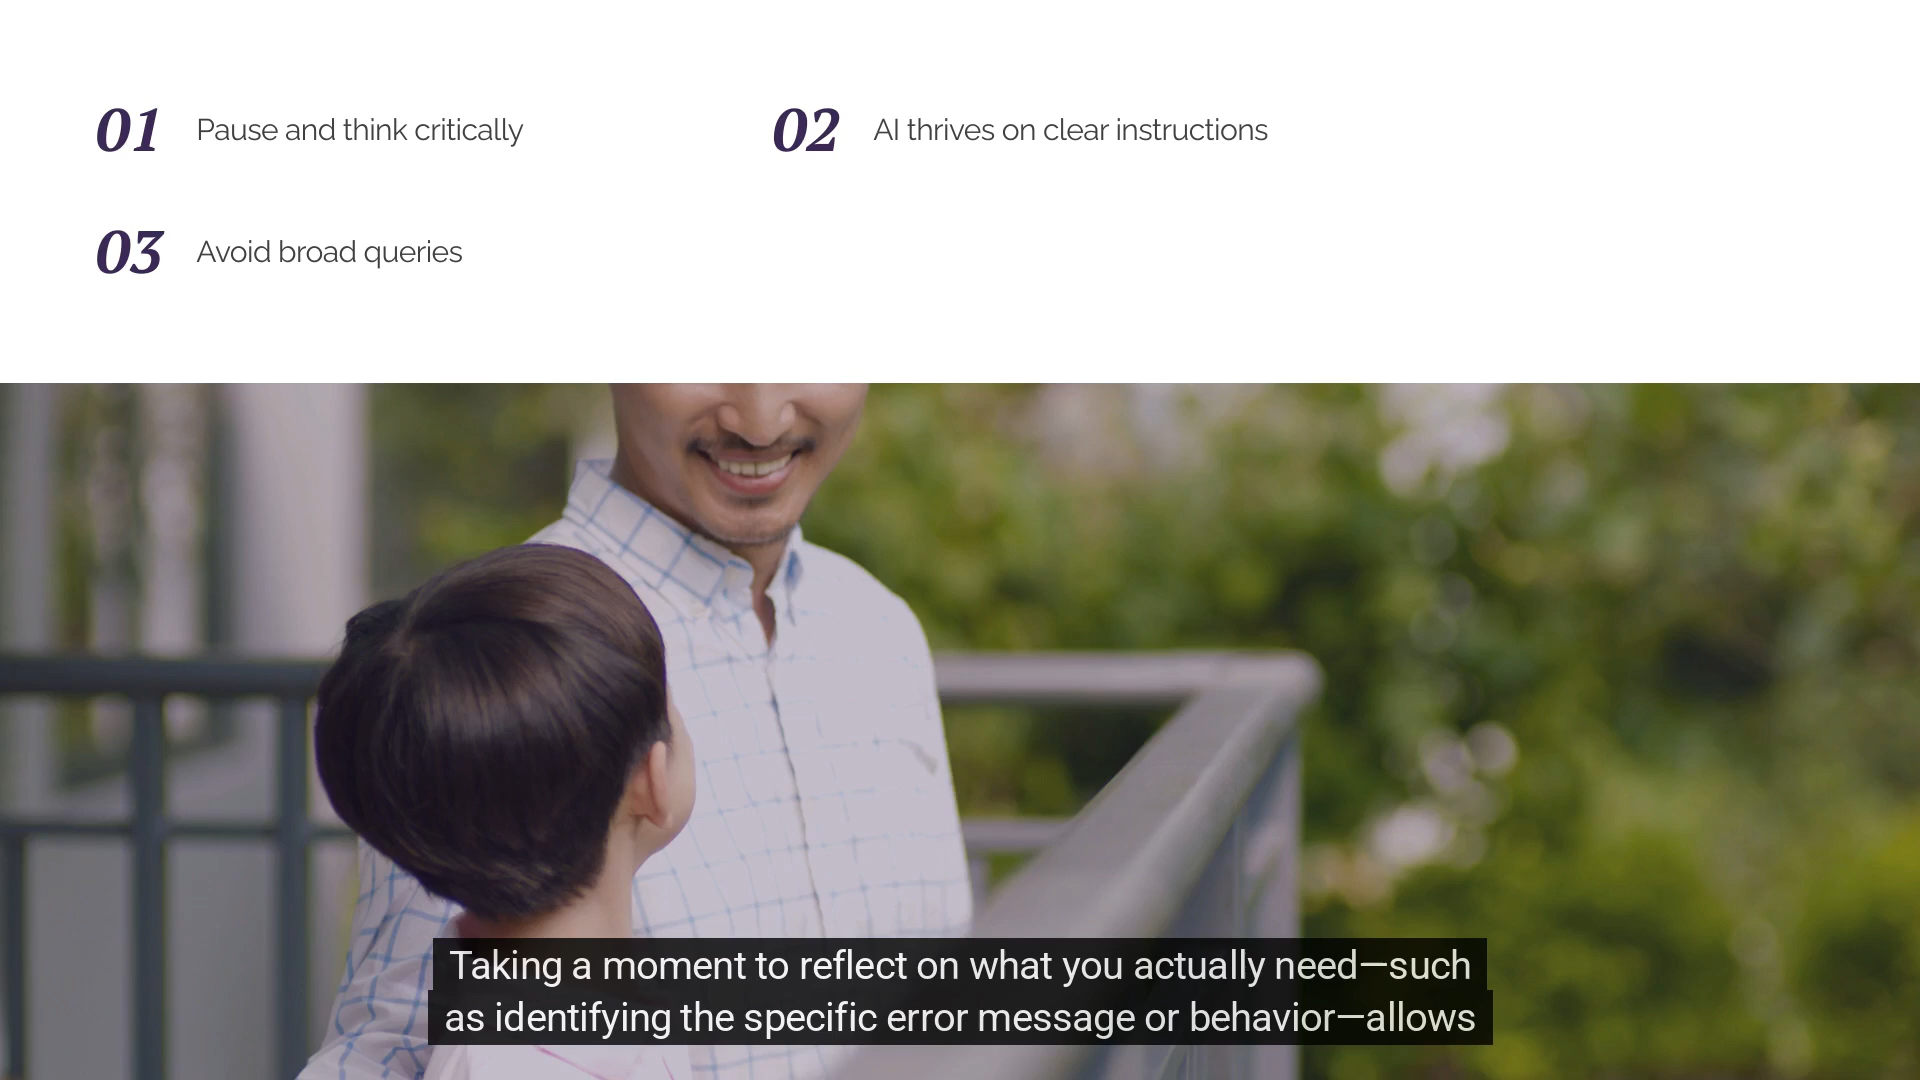 01 Pause and think critically
02 AI thrives on clear instructions
03 Avoid broad queries
Taking a moment to reflect on what you actually need—such
as identifying the specific error message or behavior—allows